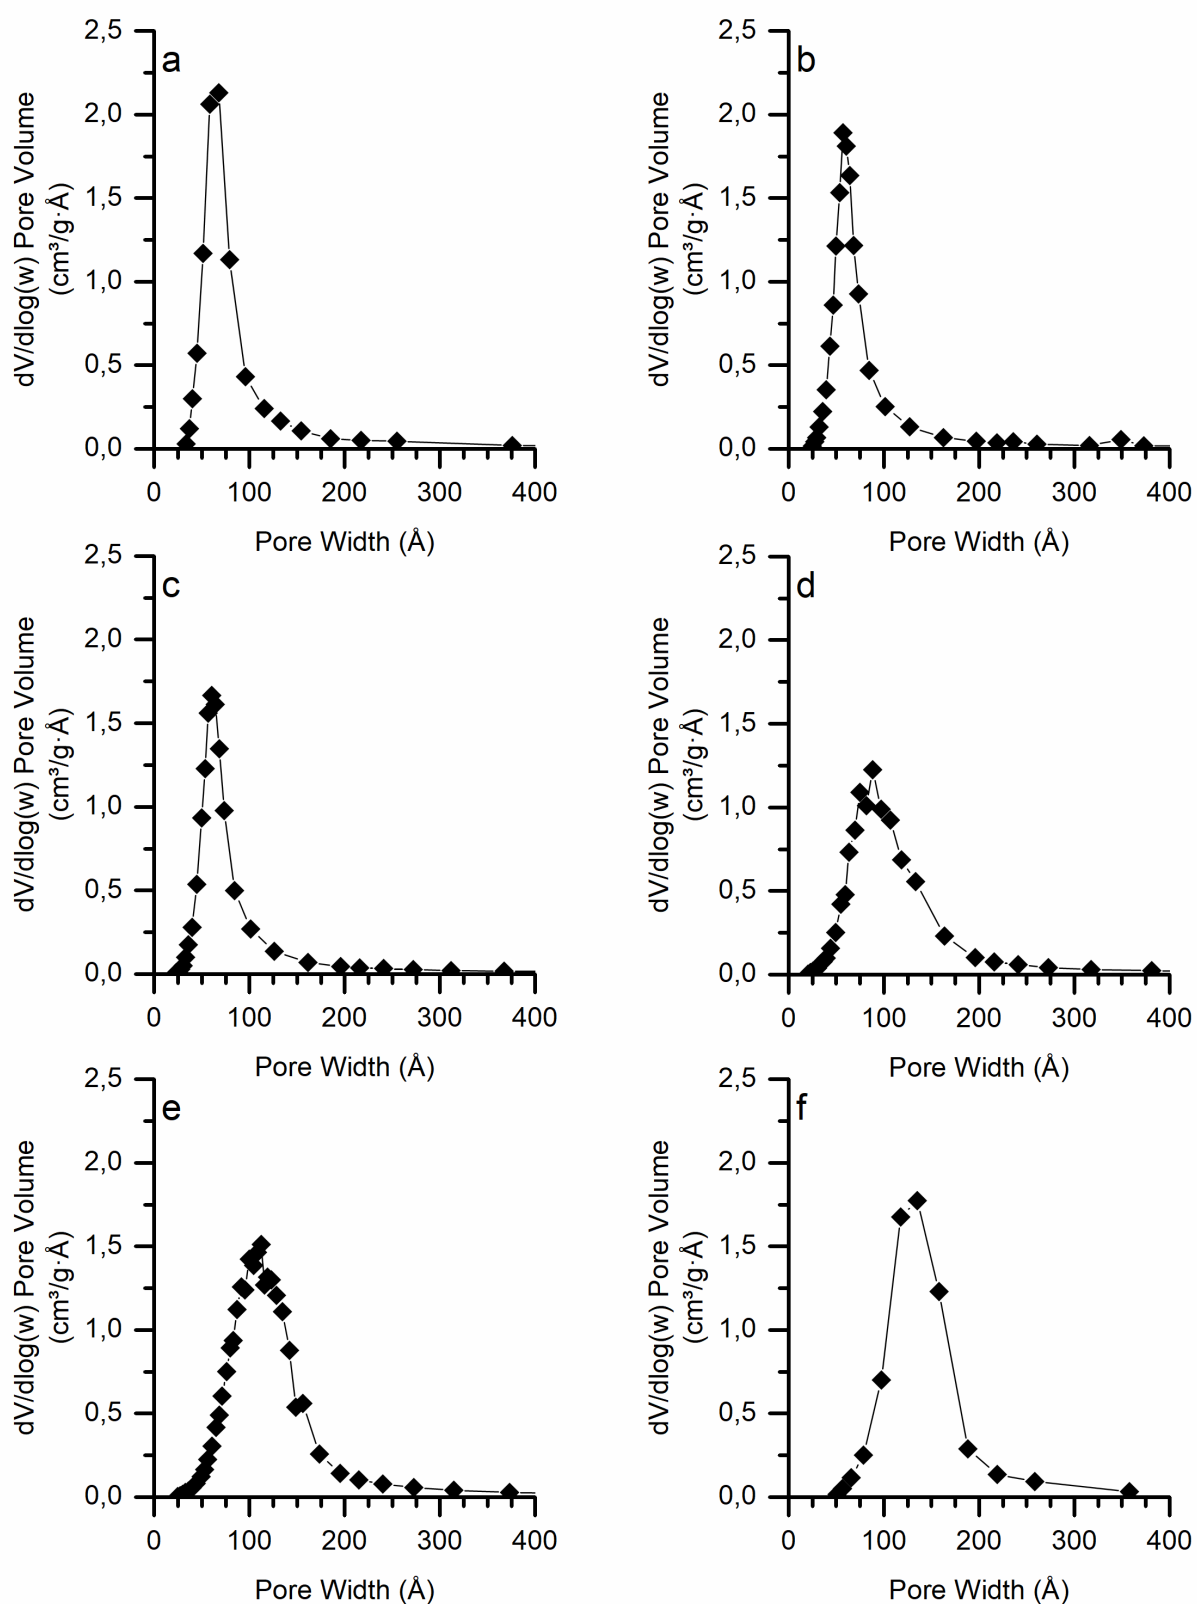 a
dV/dlog(w) Pore Volume
(cm³/g·Å)
2,5
2,0
1,5
1,0
0,5
0,0
0 100 200 300 400
Pore Width (Å)
b
dV/dlog(w) Pore Volume
(cm³/g·Å)
2,5
2,0
1,5
1,0
0,5
0,0
0 100 200 300 400
Pore Width (Å)
c
dV/dlog(w) Pore Volume
(cm³/g·Å)
2,5
2,0
1,5
1,0
0,5
0,0
0 100 200 300 400
Pore Width (Å)
d
dV/dlog(w) Pore Volume
(cm³/g·Å)
2,5
2,0
1,5
1,0
0,5
0,0
0 100 200 300 400
Pore Width (Å)
e
dV/dlog(w) Pore Volume
(cm³/g·Å)
2,5
2,0
1,5
1,0
0,5
0,0
0 100 200 300 400
Pore Width (Å)
f
dV/dlog(w) Pore Volume
(cm³/g·Å)
2,5
2,0
1,5
1,0
0,5
0,0
0 100 200 300 400
Pore Width (Å)